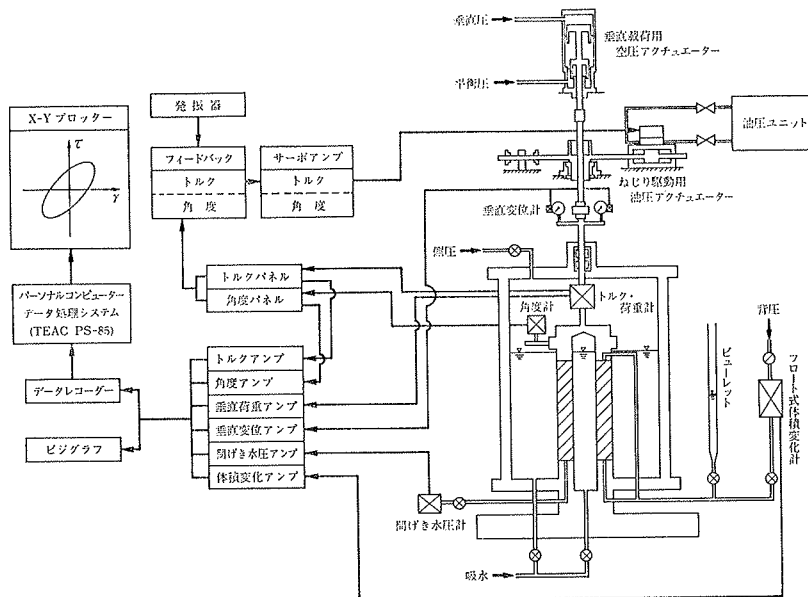 垂直圧
垂直載荷用
空圧アクチュエーター
平衡圧
発振器
X-Yプロッター
τ
γ
フィードバック
トルク
角度
サーボアンプ
トルク
角度
油圧ユニット
ねじり駆動用
油圧アクチュエーター
垂直変位計
側圧
トルクパネル
角度パネル
トルク・
荷重計
角度計
背圧
パーソナルコンピューター
データ処理システム
(TEAC PS-85)
ビューレット
フロート式体積変化計
トルクアンプ
角度アンプ
垂直荷重アンプ
垂直変位アンプ
間げき水圧アンプ
体積変化アンプ
データレコーダー
ビジグラフ
間げき水圧計
吸水